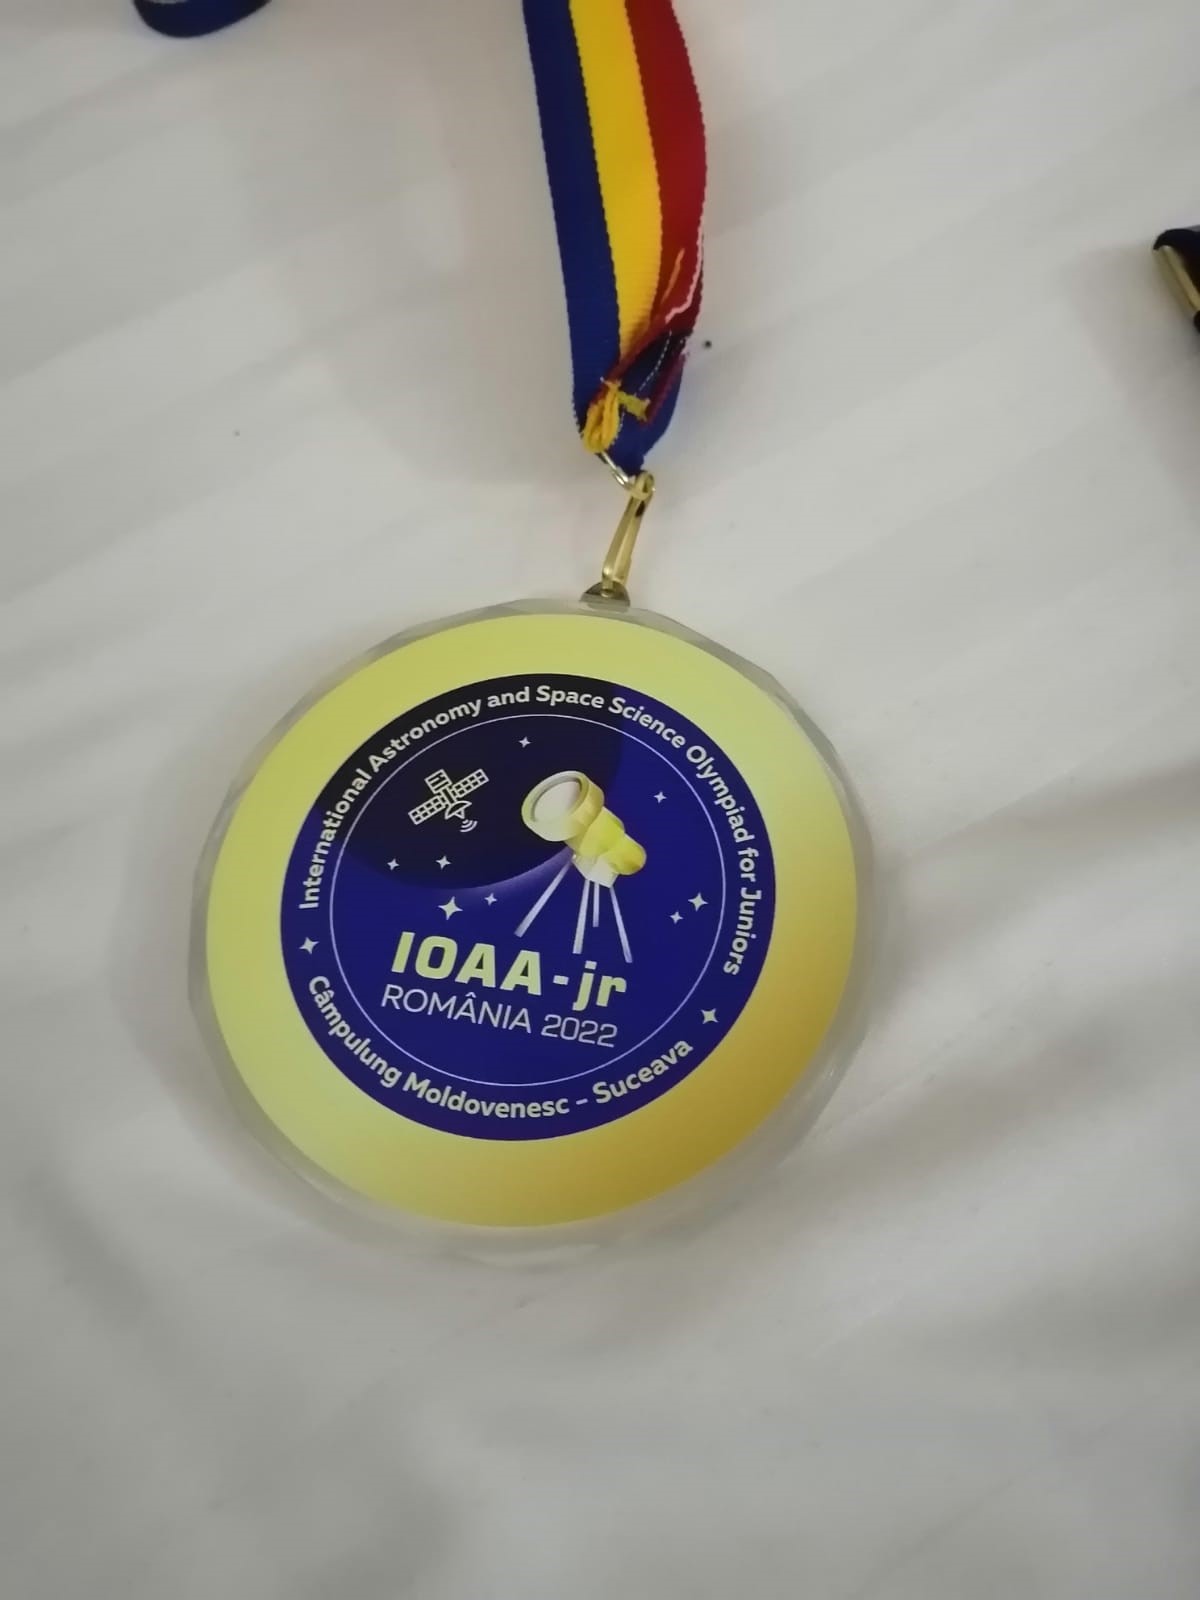 International Astronomy and Space Science Olympiad for Juniors
IOAA-jr
ROMÂNIA 2022
Câmpulung Moldovenesc - Suceava